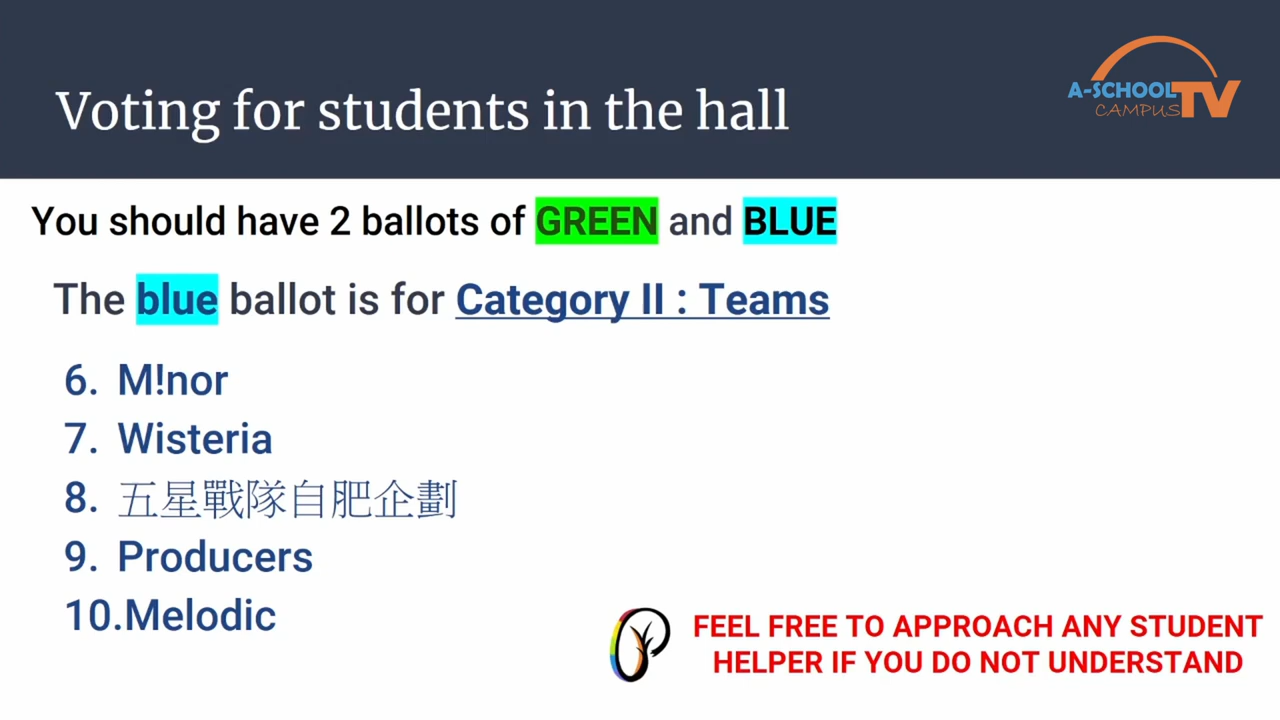 Voting for students in the hall
A-SCHOOL TV
CAMPUS
You should have 2 ballots of GREEN and BLUE
The blue ballot is for Category II : Teams
6. M!nor
7. Wisteria
8. 五星戰隊自肥企劃
9. Producers
10.Melodic
FEEL FREE TO APPROACH ANY STUDENT
HELPER IF YOU DO NOT UNDERSTAND